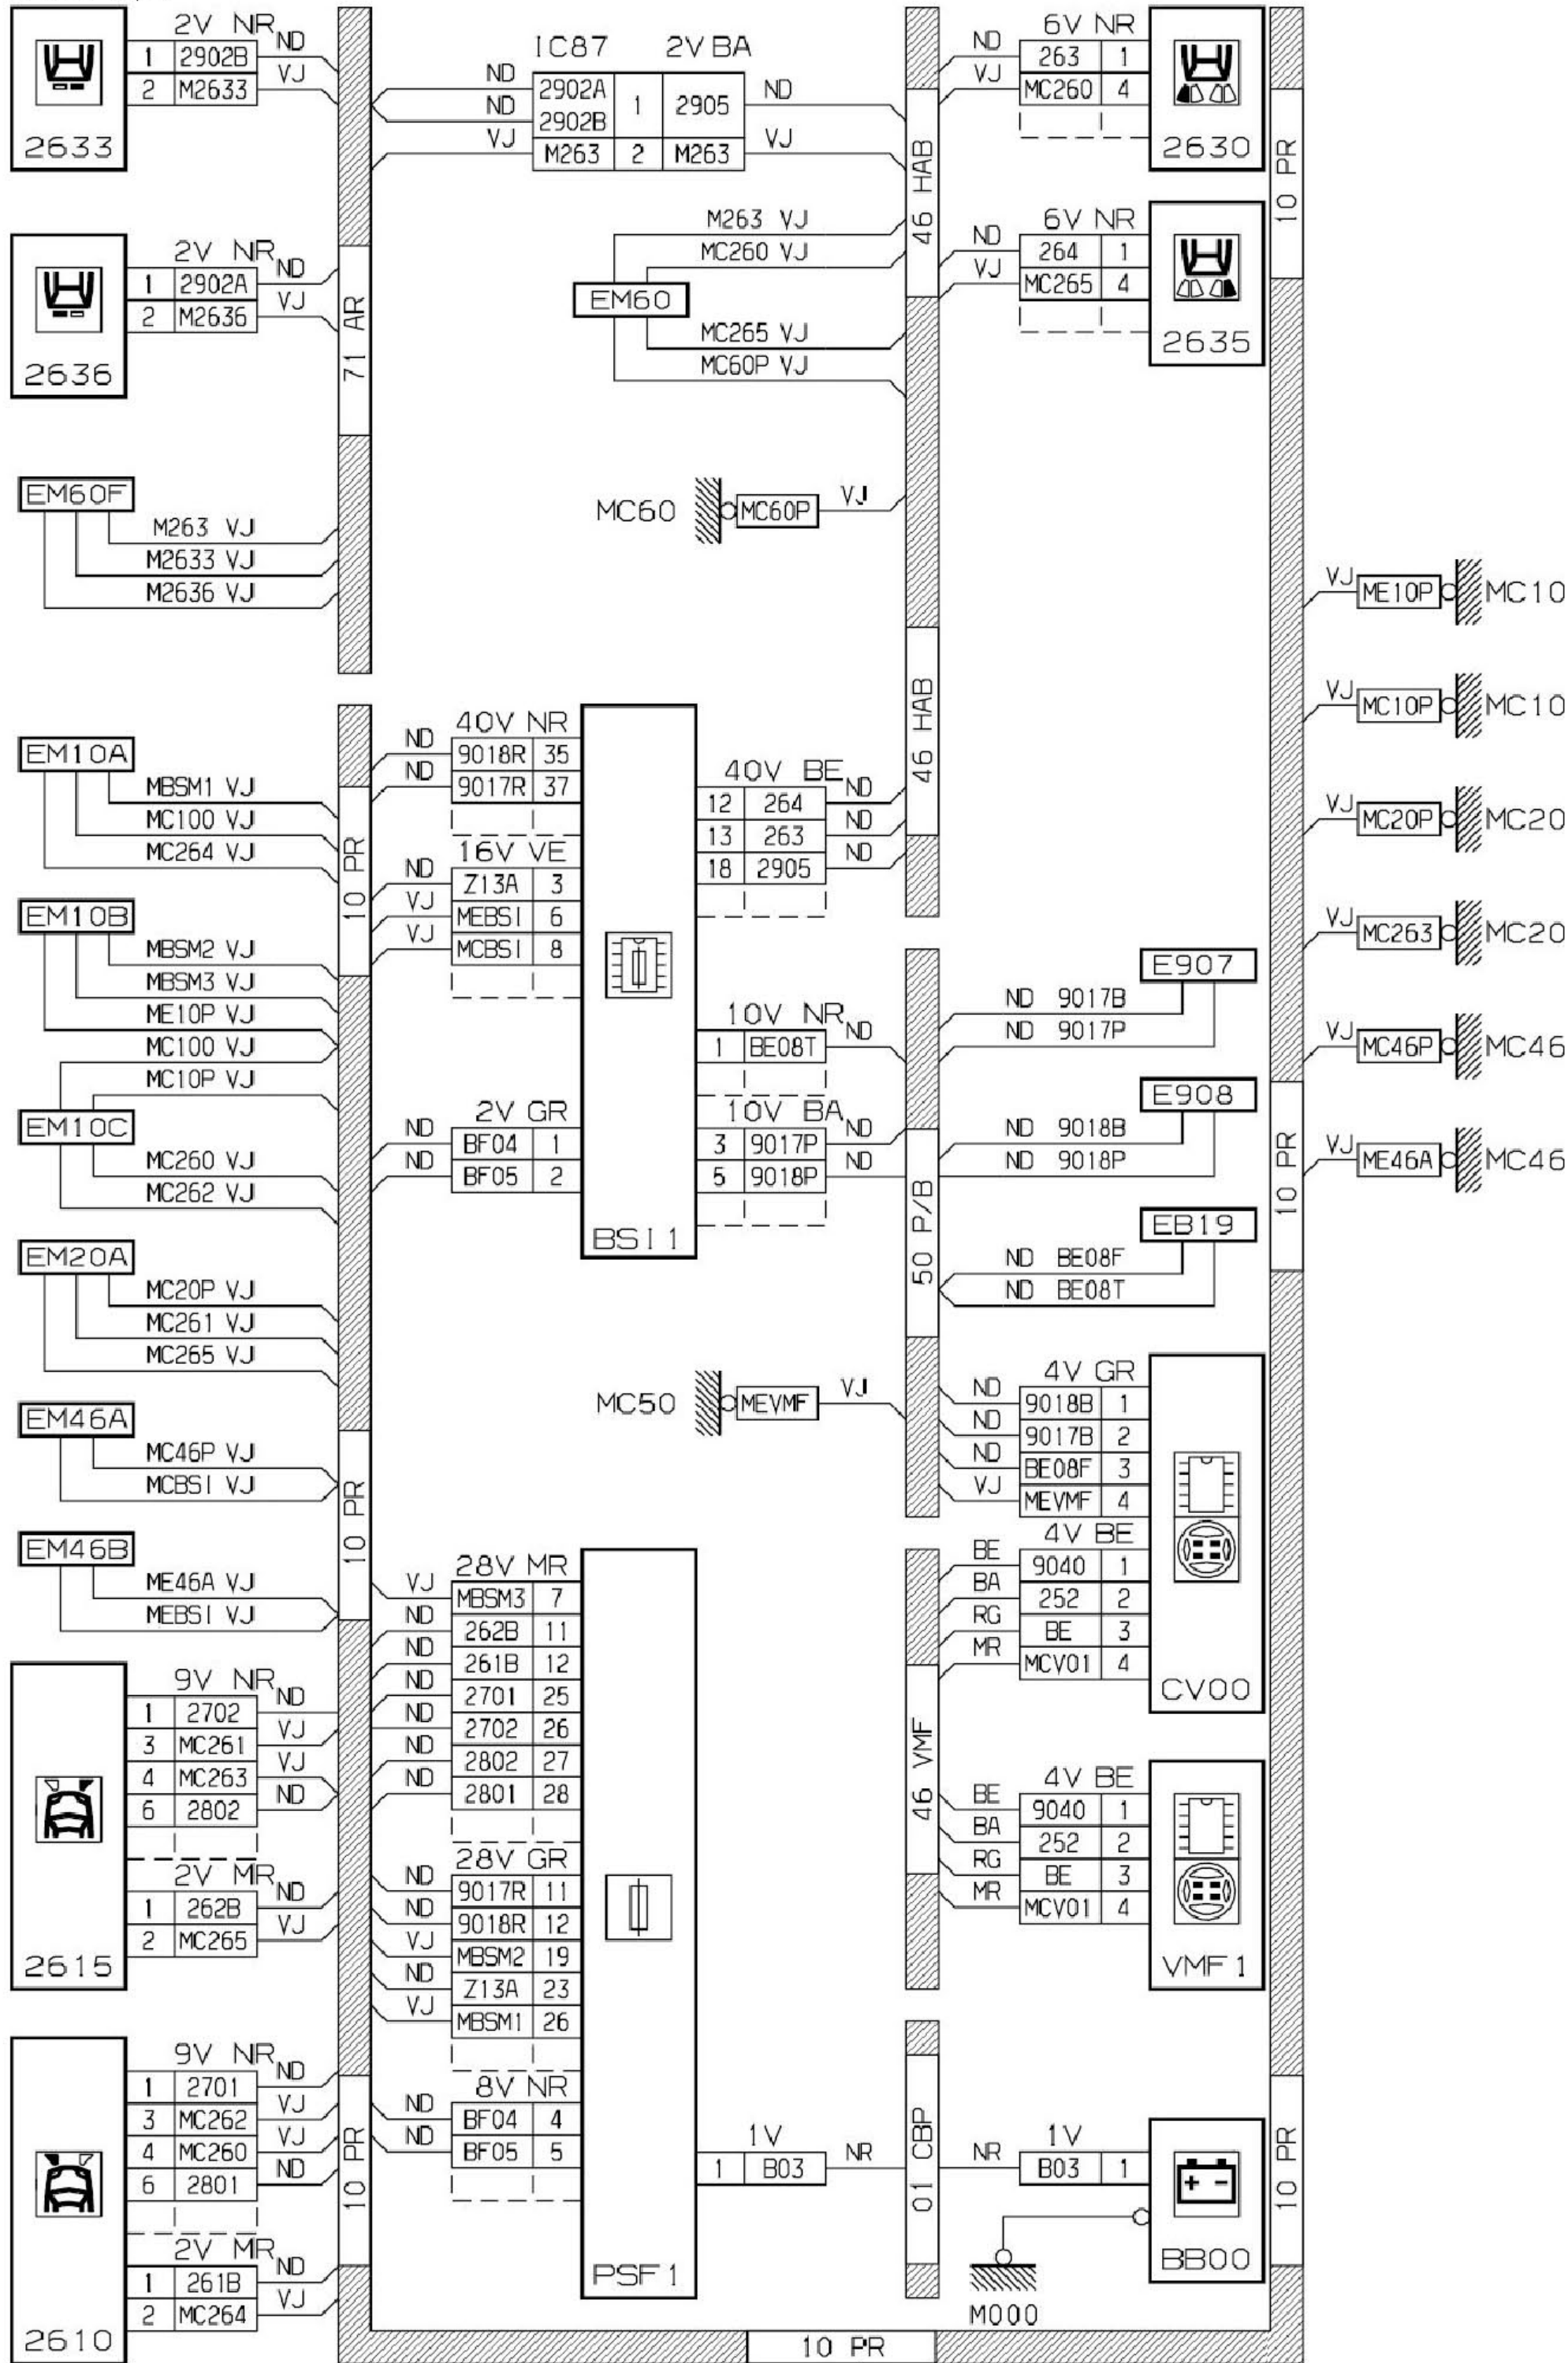 2V NR
ND
1 2902B
VJ
2 M2633
2633
2V NR
ND
1 2902A
VJ
2 M2636
2636
EM60F
M263 VJ
M2633 VJ
M2636 VJ
71 AR
IC87 2V BA
ND 2902A 1 2905 ND
ND 2902B
VJ M263 2 M263 VJ
M263 VJ
MC260 VJ
EM60
MC265 VJ
MC60P VJ
MC60 MC60P VJ
46 HAB
46 HAB
6V NR
ND 263 1
VJ MC260 4
2630
6V NR
ND 264 1
VJ MC265 4
2635
10 PR
VJ ME10P MC10
VJ MC10P MC10
VJ MC20P MC20
VJ MC263 MC20
VJ MC46P MC46
VJ ME46A MC46
10 PR
EM10A
MBSM1 VJ
MC100 VJ
MC264 VJ
EM10B
MBSM2 VJ
MBSM3 VJ
ME10P VJ
MC100 VJ
MC10P VJ
EM10C
MC260 VJ
MC262 VJ
EM20A
MC20P VJ
MC261 VJ
MC265 VJ
EM46A
MC46P VJ
MCBSI VJ
EM46B
ME46A VJ
MEBSI VJ
10 PR
10 PR
40V NR
ND 9018R 35
ND 9017R 37
16V VE
ND Z13A 3
VJ MEBSI 6
VJ MCBSI 8
2V GR
ND BF04 1
ND BF05 2
40V BE
12 264 ND
13 263 ND
18 2905 ND
10V NR
1 BE08T ND
10V BA
3 9017P ND
5 9018P ND
BSI1
50 P/B
E907
ND 9017B
ND 9017P
E908
ND 9018B
ND 9018P
EB19
ND BE08F
ND BE08T
MC50 MEVMF VJ
4V GR
ND 9018B 1
ND 9017B 2
ND BE08F 3
VJ MEVMF 4
4V BE
BE 9040 1
BA 252 2
RG BE 3
MR MCV01 4
CV00
46 VMF
4V BE
BE 9040 1
BA 252 2
RG BE 3
MR MCV01 4
VMF1
9V NR
1 2702 ND
3 MC261 VJ
4 MC263 VJ
6 2802 ND
2V MR
1 262B ND
2 MC265 VJ
2615
9V NR
1 2701 ND
3 MC262 VJ
4 MC260 VJ
6 2801 ND
2V MR
1 261B ND
2 MC264 VJ
2610
10 PR
28V MR
VJ MBSM3 7
ND 262B 11
ND 261B 12
ND 2701 25
ND 2702 26
ND 2802 27
ND 2801 28
28V GR
ND 9017R 11
ND 9018R 12
VJ MBSM2 19
ND Z13A 23
VJ MBSM1 26
8V NR
ND BF04 4
ND BF05 5
PSF1
1V
1 B03 NR
01 CBP
1V
NR B03 1
BB00
M000
10 PR
10 PR